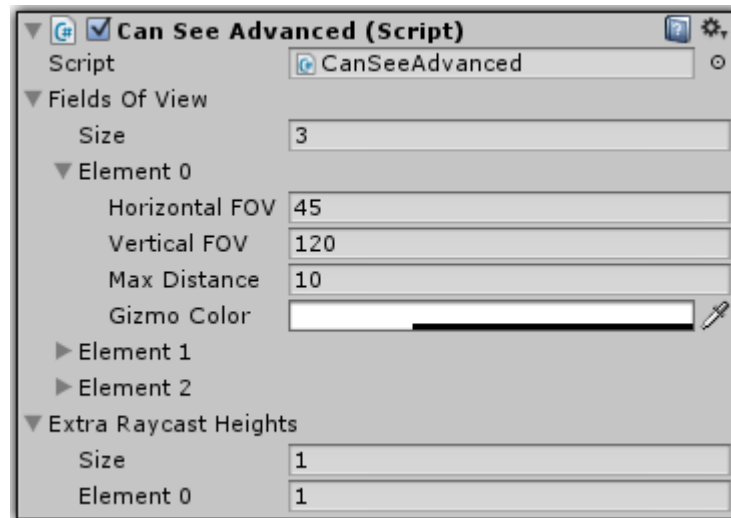 Can See Advanced (Script)
Script CanSeeAdvanced
Fields Of View
Size 3
Element 0
Horizontal FOV 45
Vertical FOV 120
Max Distance 10
Gizmo Color
Element 1
Element 2
Extra Raycast Heights
Size 1
Element 0 1